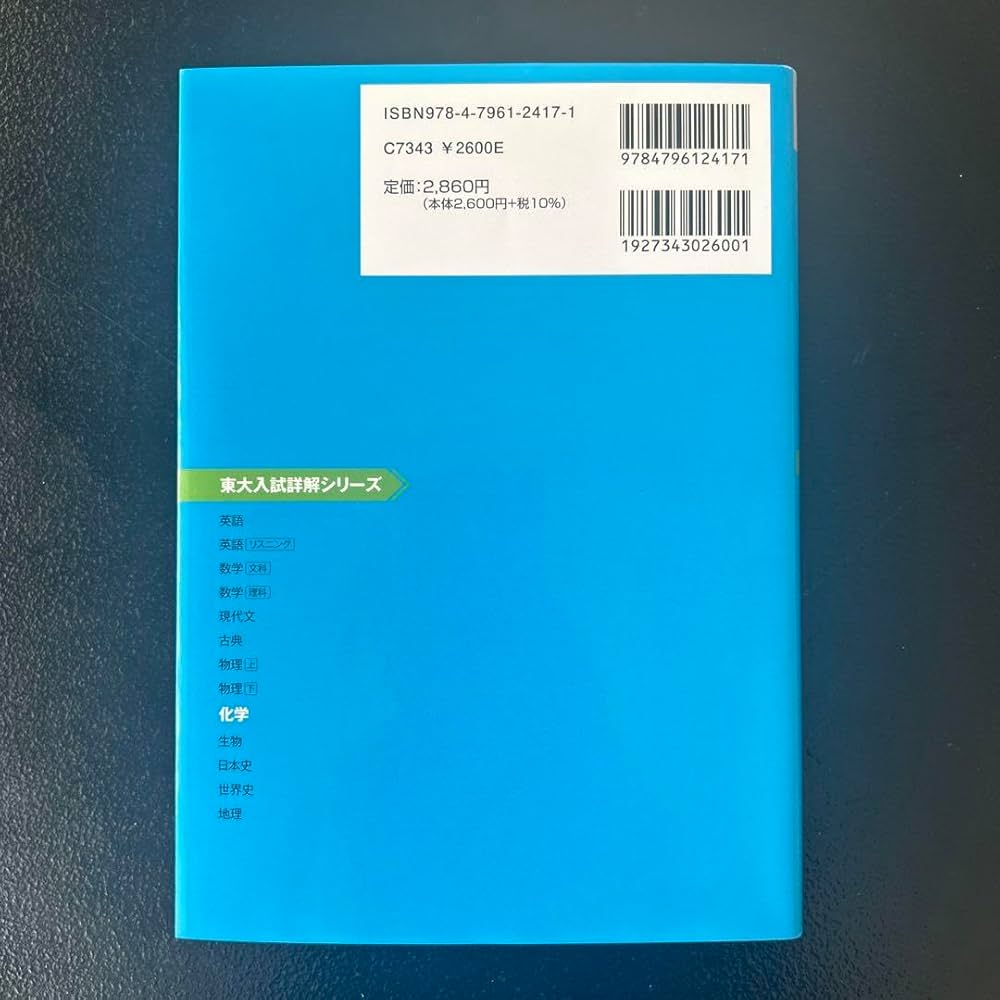 ISBN978-4-7961-2417-1
C7343 ¥2600E
定価:2,860円
(本体2,600円+税10%)
9784796124171
1927343026001
東大入試詳解シリーズ
英語
英語 リスニング
数学 文科
数学 理科
現代文
古典
物理 上
物理 下
化学
生物
日本史
世界史
地理